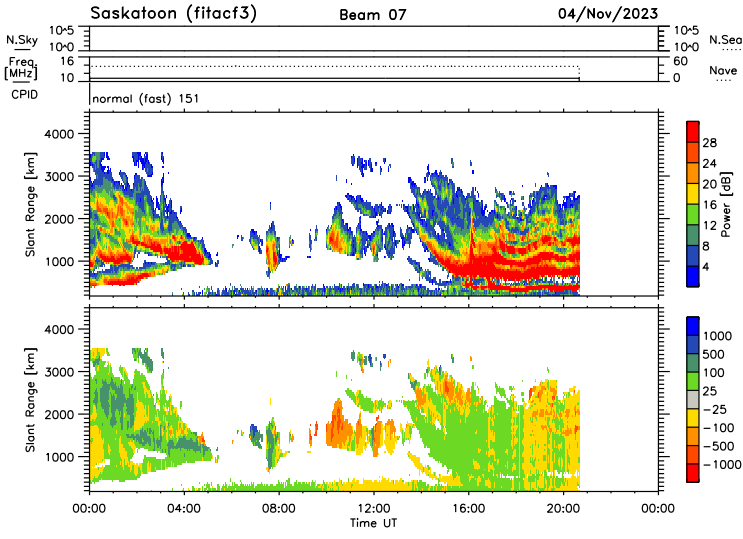 Saskatoon (fitacf3) Beam 07 04/Nov/2023
N.Sky 10^5 10^0 10^5 10^0 N.Sea
Freq. [MHz] 16 10 60 0 Nave
CPID normal (fast) 151
Slant Range [km] 4000 3000 2000 1000
28 24 20 16 12 8 4 Power [dB]
Slant Range [km] 4000 3000 2000 1000
1000 500 100 25 -25 -100 -500 -1000
00:00 04:00 08:00 12:00 16:00 20:00 00:00
Time UT